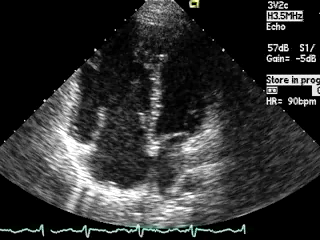 3V2c
H3.5MHz
Echo
57dB S1/
Gain= -5dB
Store in prog
HR= 90bpm